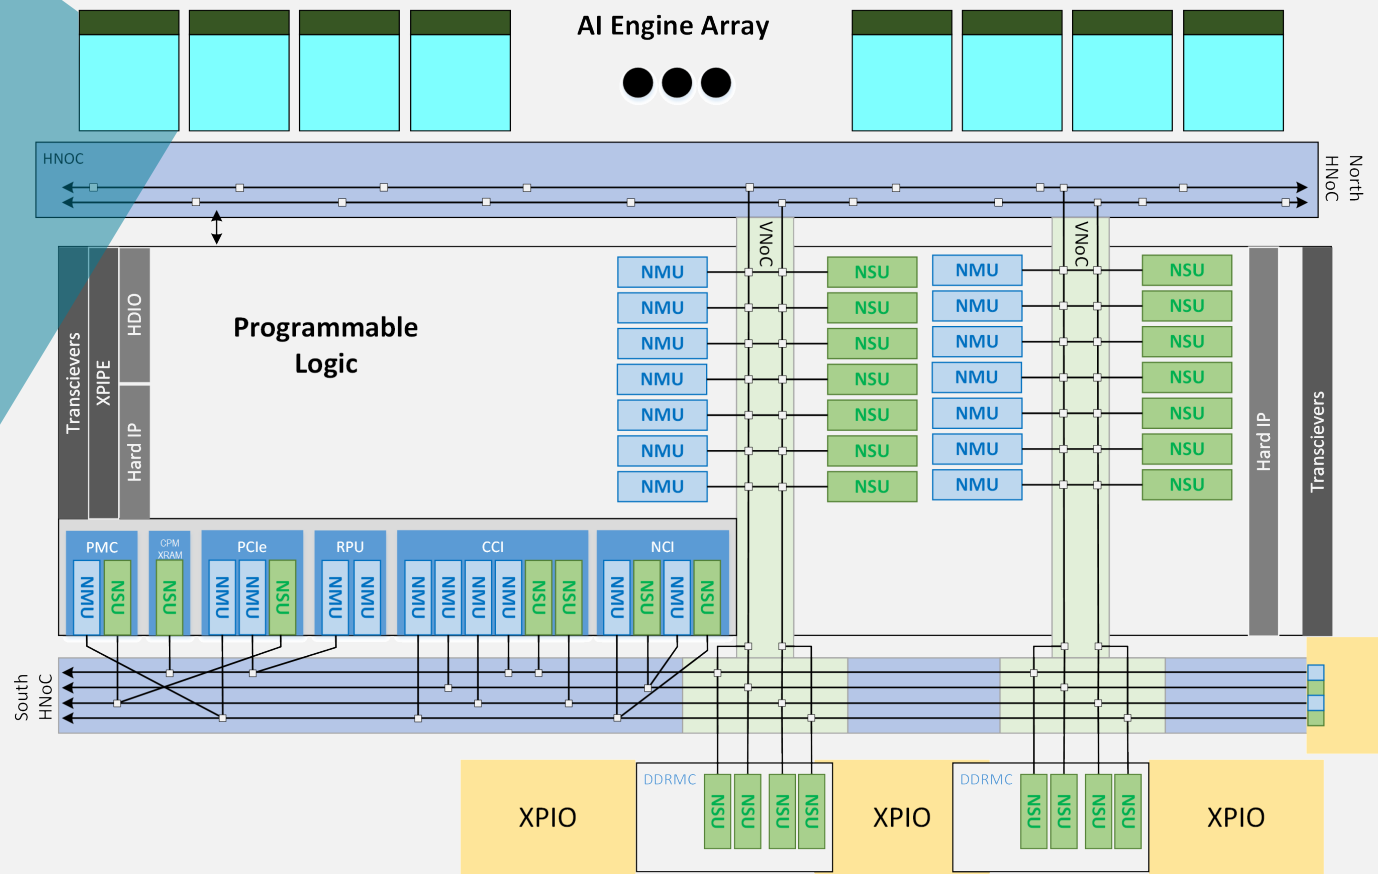 AI Engine Array
HNOC
North
HNoC
VNoC
VNoC
Transcievers
XPIPE
HDIO
Hard IP
Programmable
Logic
NMU NSU NMU NSU
NMU NSU NMU NSU
NMU NSU NMU NSU
NMU NSU NMU NSU
NMU NSU NMU NSU
NMU NSU NMU NSU
NMU NSU NMU NSU
Hard IP
Transcievers
PMC
NMU NSU
CPM
XRAM
NSU
PCIe
NMU NMU NSU
RPU
NMU NMU
CCI
NMU NMU NMU NMU NSU NSU
NCI
NMU NSU NMU NSU
South
HNoC
XPIO
DDRMC
NSU NSU NSU NSU
XPIO
DDRMC
NSU NSU NSU NSU
XPIO